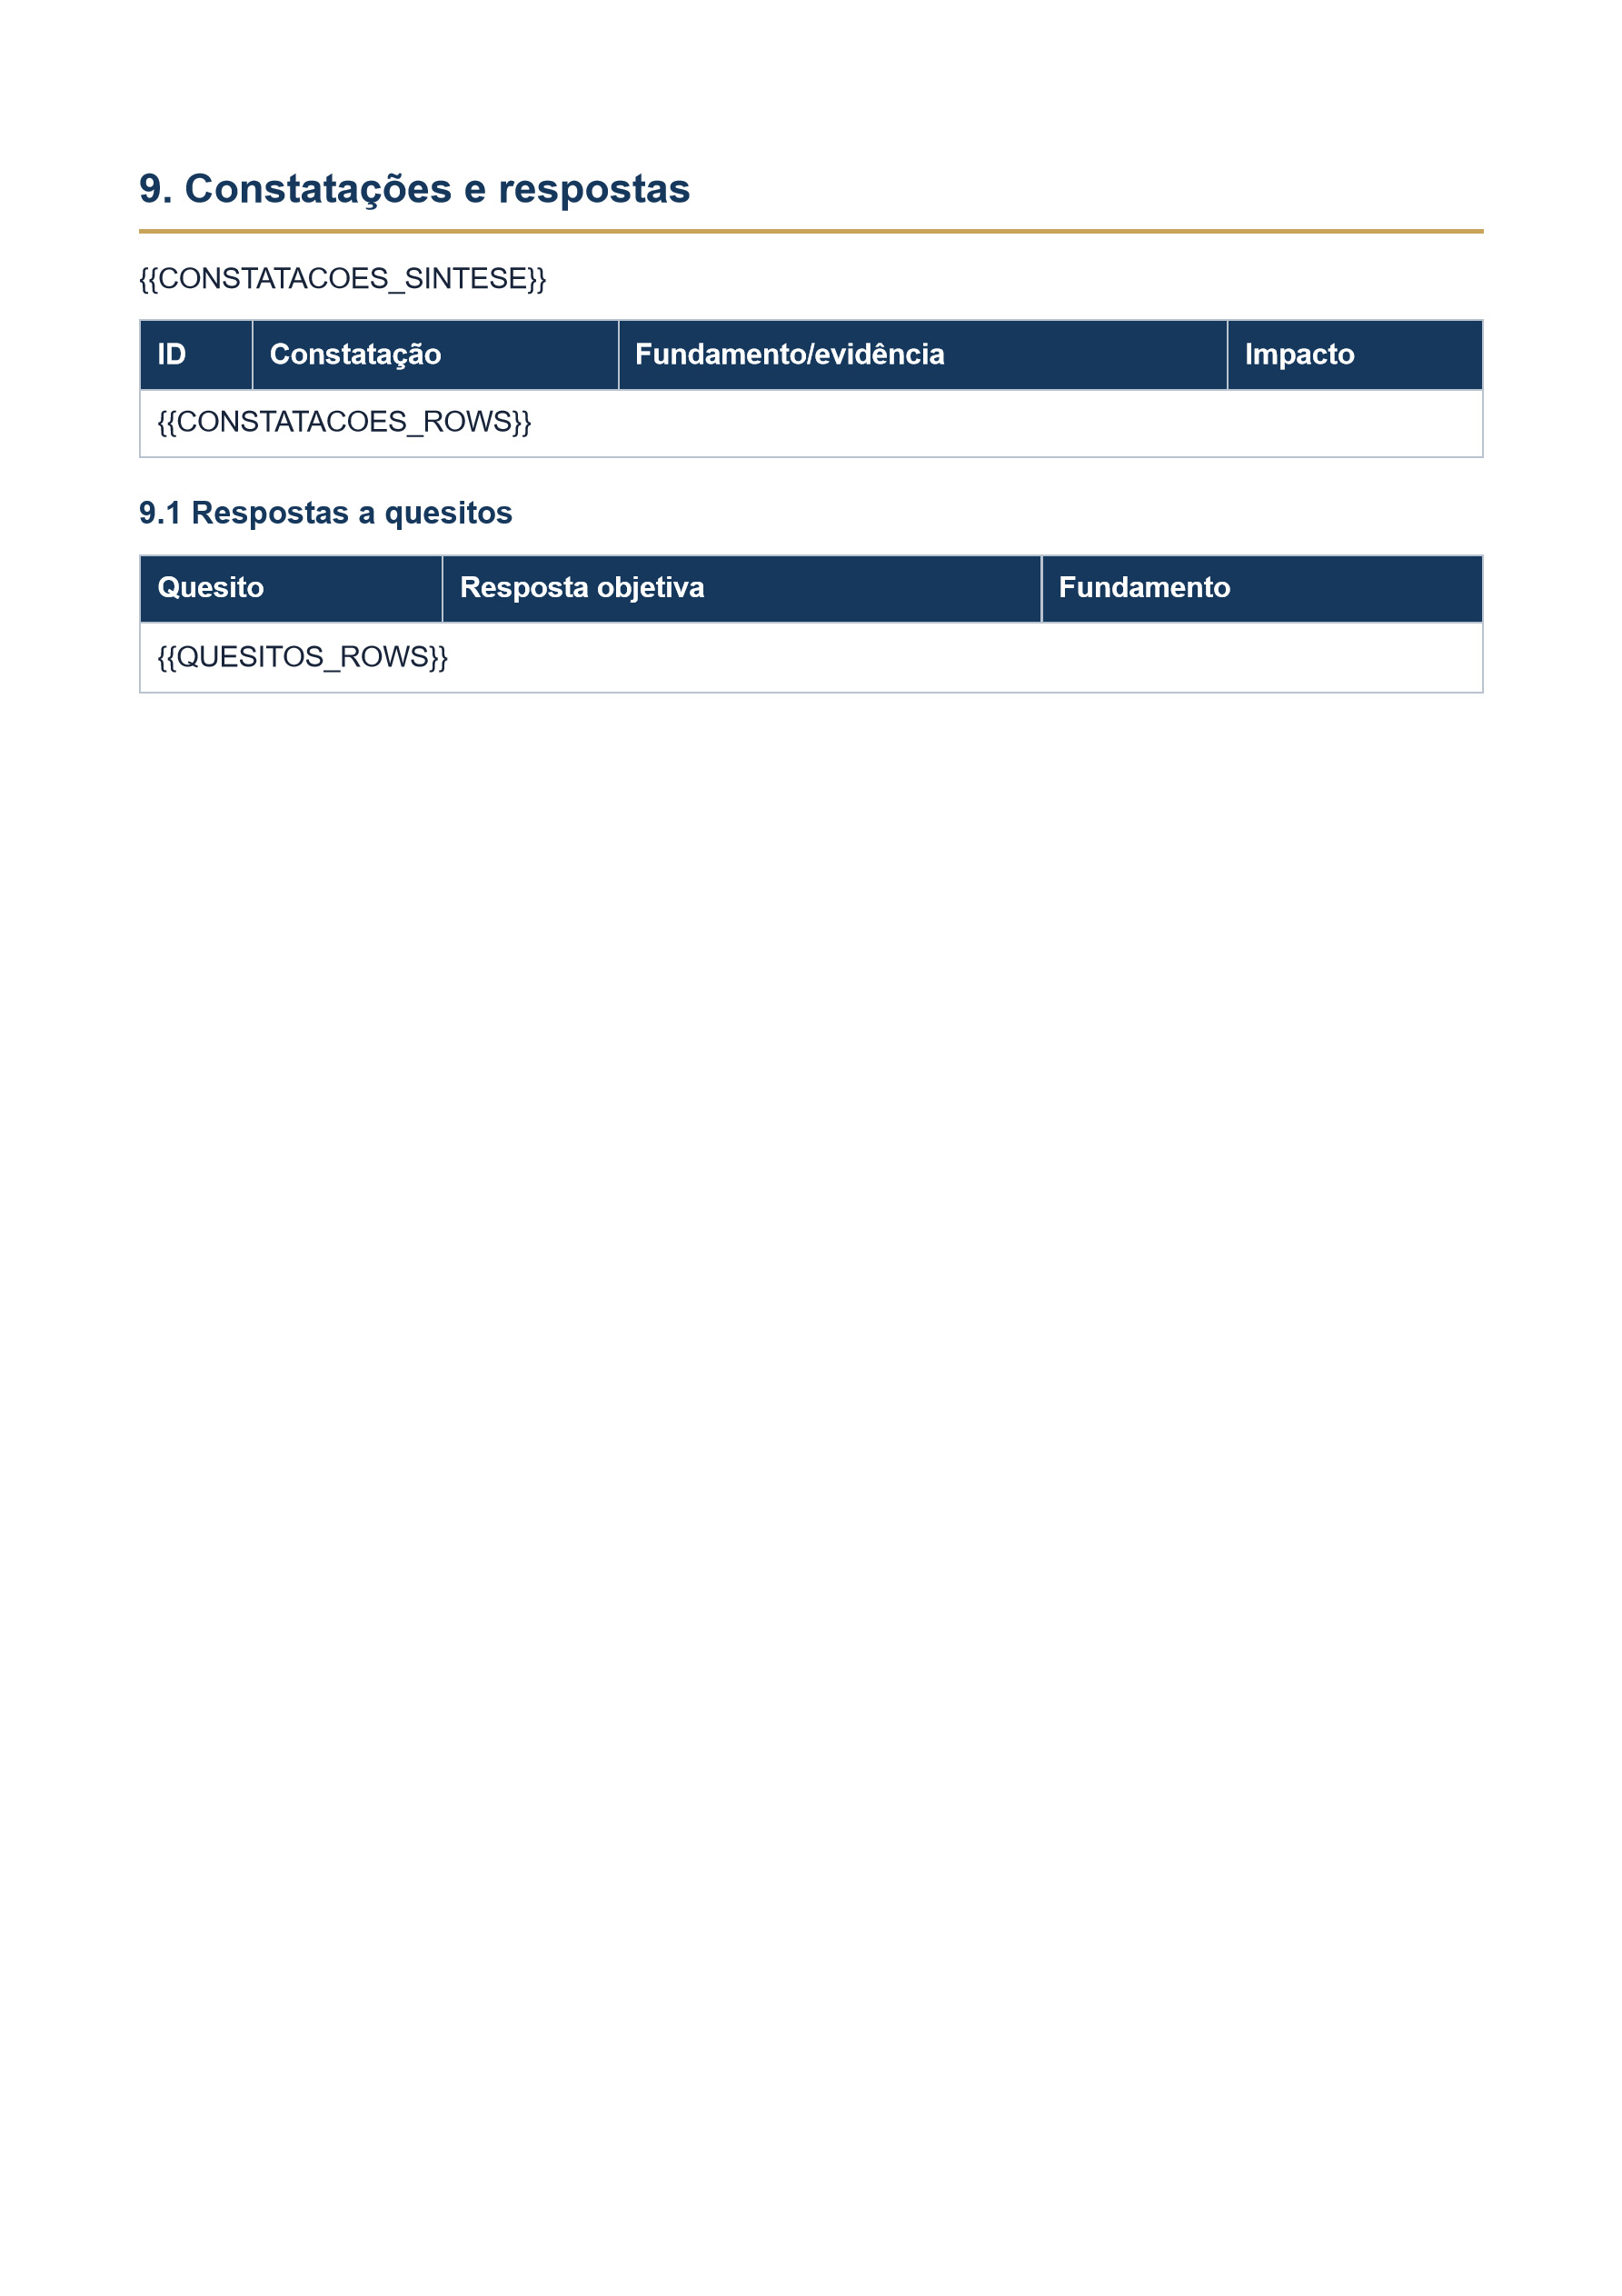 9. Constatações e respostas
{{CONSTATACOES_SINTESE}}
ID Constatação Fundamento/evidência Impacto
{{CONSTATACOES_ROWS}}
9.1 Respostas a quesitos
Quesito Resposta objetiva Fundamento
{{QUESITOS_ROWS}}